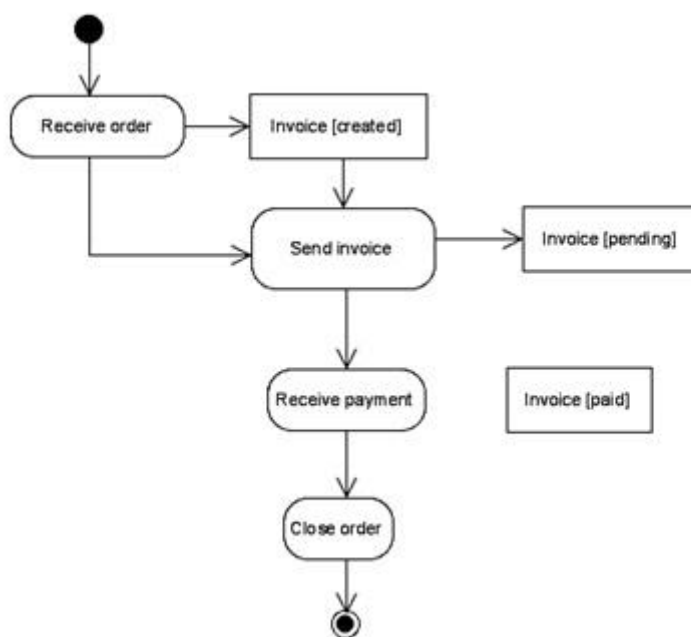 Receive order
Invoice [created]
Send invoice
Invoice [pending]
Receive payment
Invoice [paid]
Close order